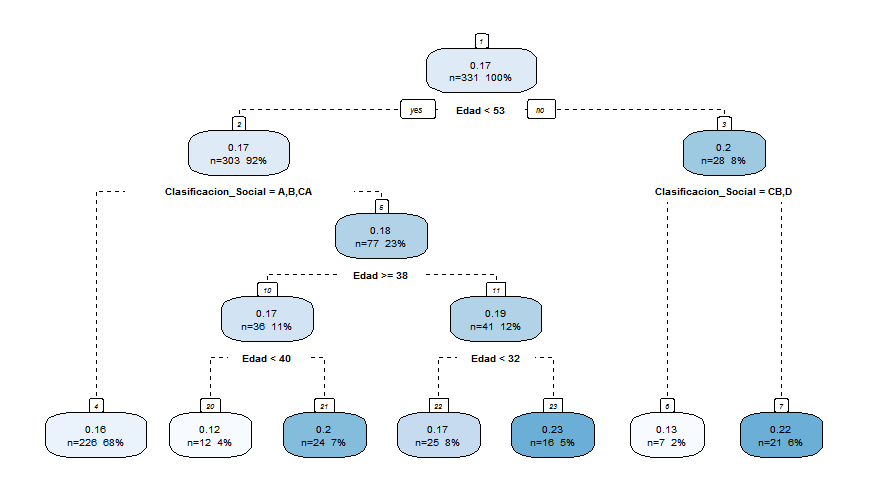 1
0.17
n=331 100%
yes Edad < 53 no
2 3
0.17 0.2
n=303 92% n=28 8%
Clasificacion_Social = A,B,CA Clasificacion_Social = CB,D
5
0.18
n=77 23%
Edad >= 38
10 11
0.17 0.19
n=36 11% n=41 12%
Edad < 40 Edad < 32
4 20 21 22 23 6 7
0.16 0.12 0.2 0.17 0.23 0.13 0.22
n=226 68% n=12 4% n=24 7% n=25 8% n=16 5% n=7 2% n=21 6%